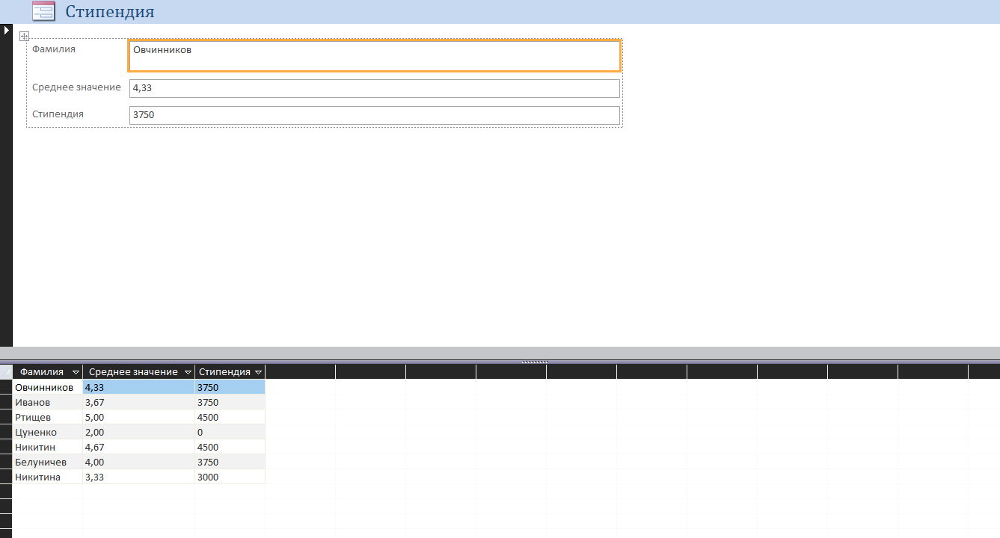 Стипендия
Фамилия Овчинников
Среднее значение 4,33
Стипендия 3750
Фамилия Среднее значение Стипендия
Овчинников 4,33 3750
Иванов 3,67 3750
Ртищев 5,00 4500
Цуненко 2,00 0
Никитин 4,67 4500
Белуничев 4,00 3750
Никитина 3,33 3000